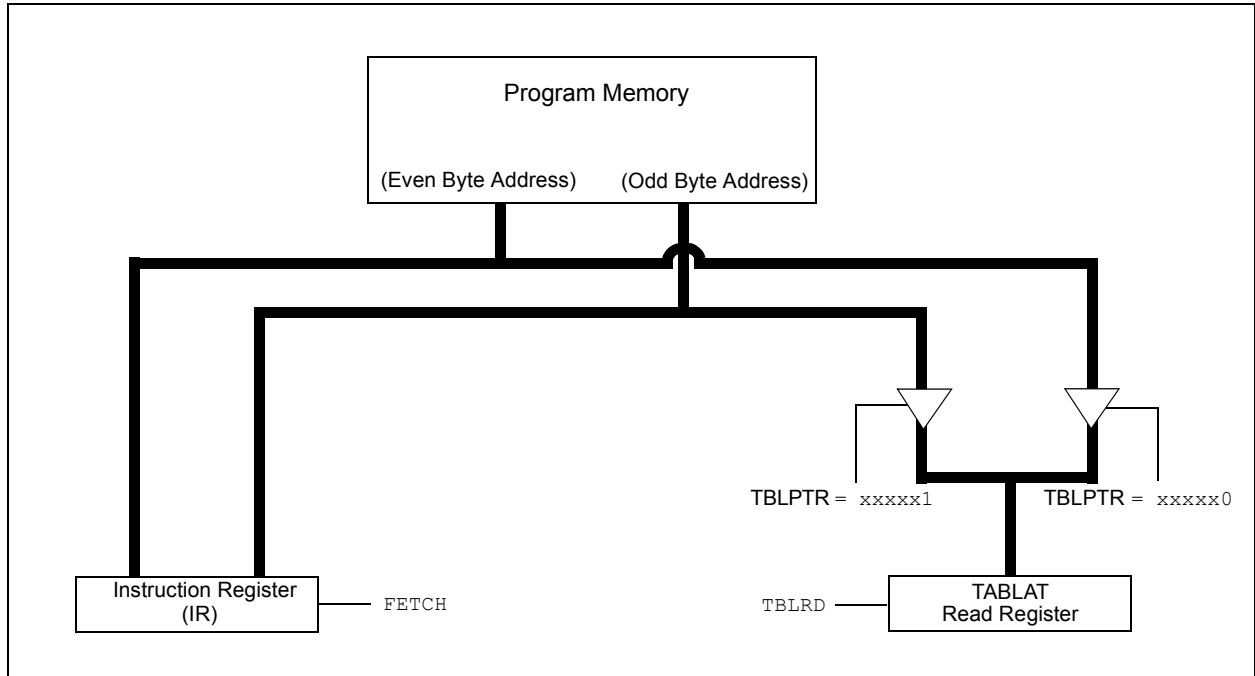 Program Memory
(Even Byte Address) (Odd Byte Address)
TBLPTR = xxxxx1 TBLPTR = xxxxx0
Instruction Register
(IR)
FETCH
TBLRD
TABLAT
Read Register